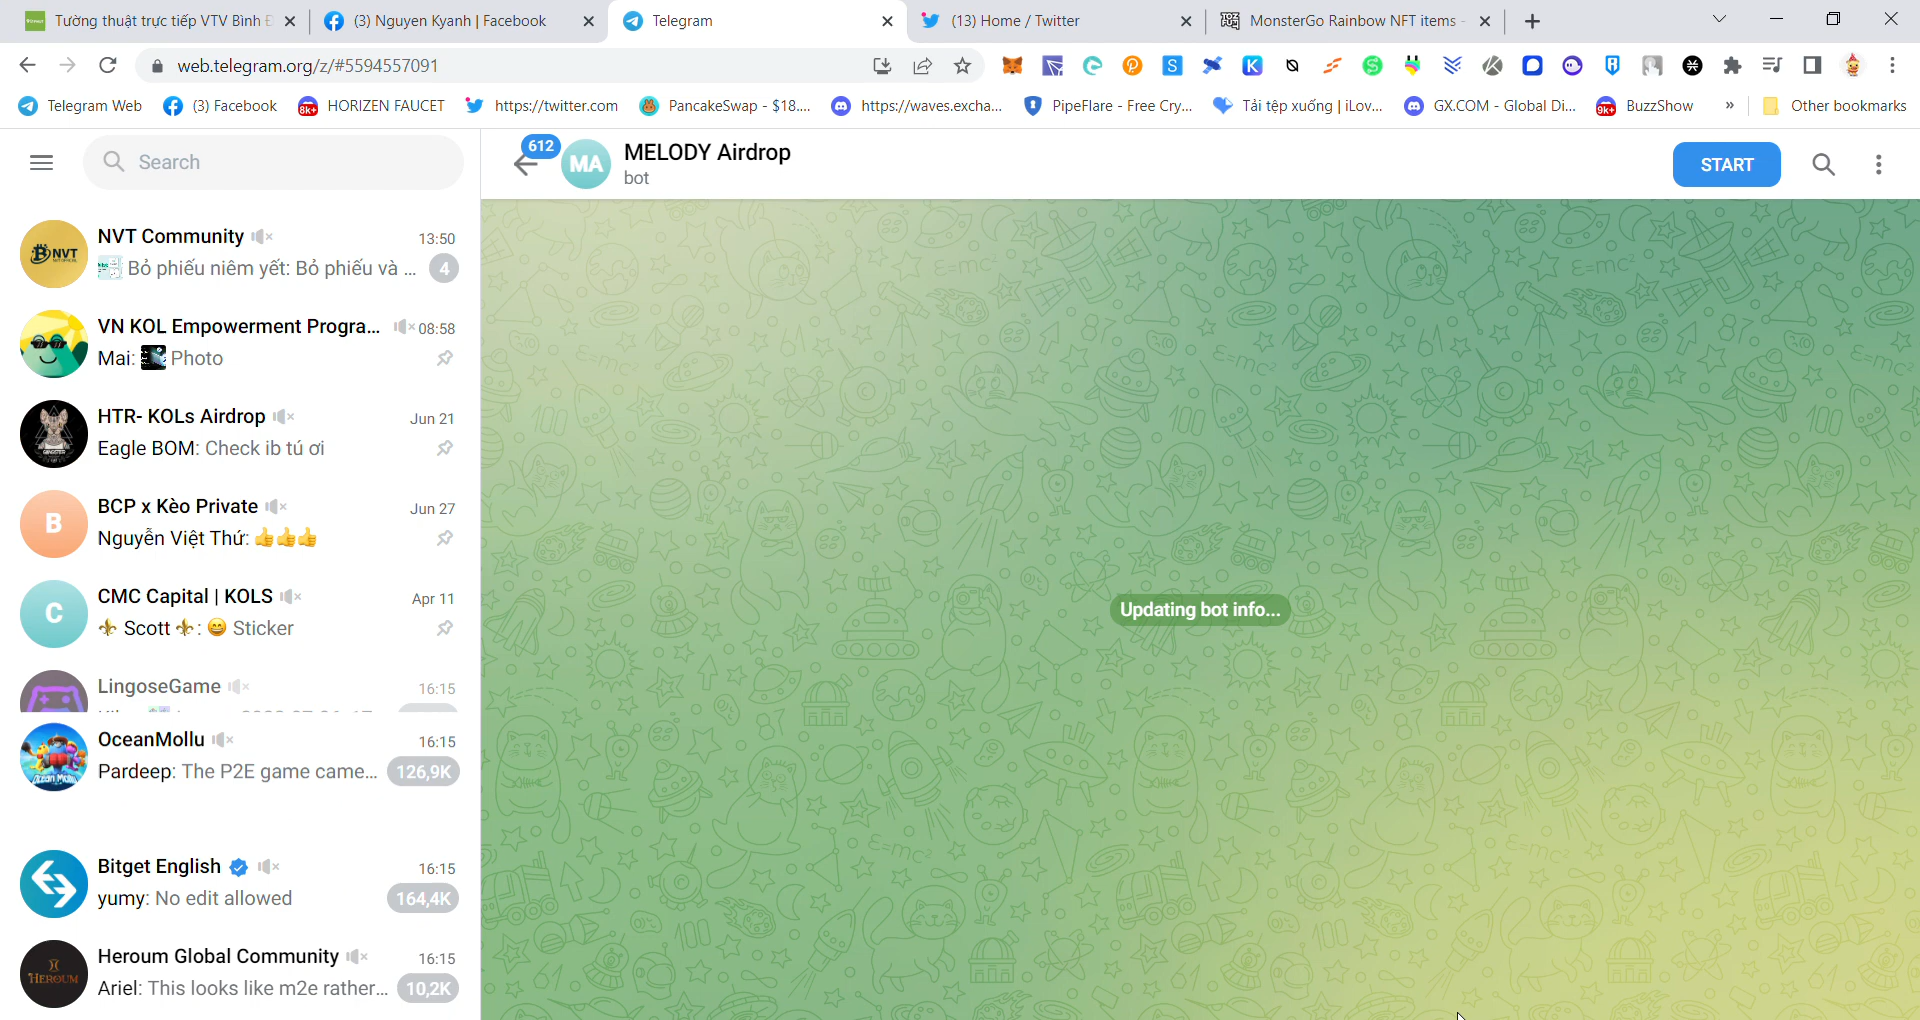 Tường thuật trực tiếp VTV Bình Đ
(3) Nguyen Kyanh | Facebook
Telegram
(13) Home / Twitter
MonsterGo Rainbow NFT items -
web.telegram.org/z/#5594557091
Telegram Web
(3) Facebook
8k+
HORIZEN FAUCET
https://twitter.com
PancakeSwap - $18....
https://waves.excha...
PipeFlare - Free Cry...
Tải tệp xuống | iLov...
GX.COM - Global Di...
9k+
BuzzShow
»
Other bookmarks
Search
612
MA
MELODY Airdrop
bot
START
NVT
NVT Community
13:50
Bỏ phiếu niêm yết: Bỏ phiếu và ...
4
VN KOL Empowerment Progra...
08:58
Mai: Photo
HTR- KOLs Airdrop
Jun 21
Eagle BOM: Check ib tú ơi
B
BCP x Kèo Private
Jun 27
Nguyễn Việt Thứ: 👍👍👍
C
CMC Capital | KOLS
Apr 11
⚜️ Scott ⚜️: 😄 Sticker
LingoseGame
16:15
OceanMollu
16:15
Pardeep: The P2E game came...
126,9K
Bitget English
16:15
yumy: No edit allowed
164,4K
HEROUM
Heroum Global Community
16:15
Ariel: This looks like m2e rather...
10,2K
Updating bot info...